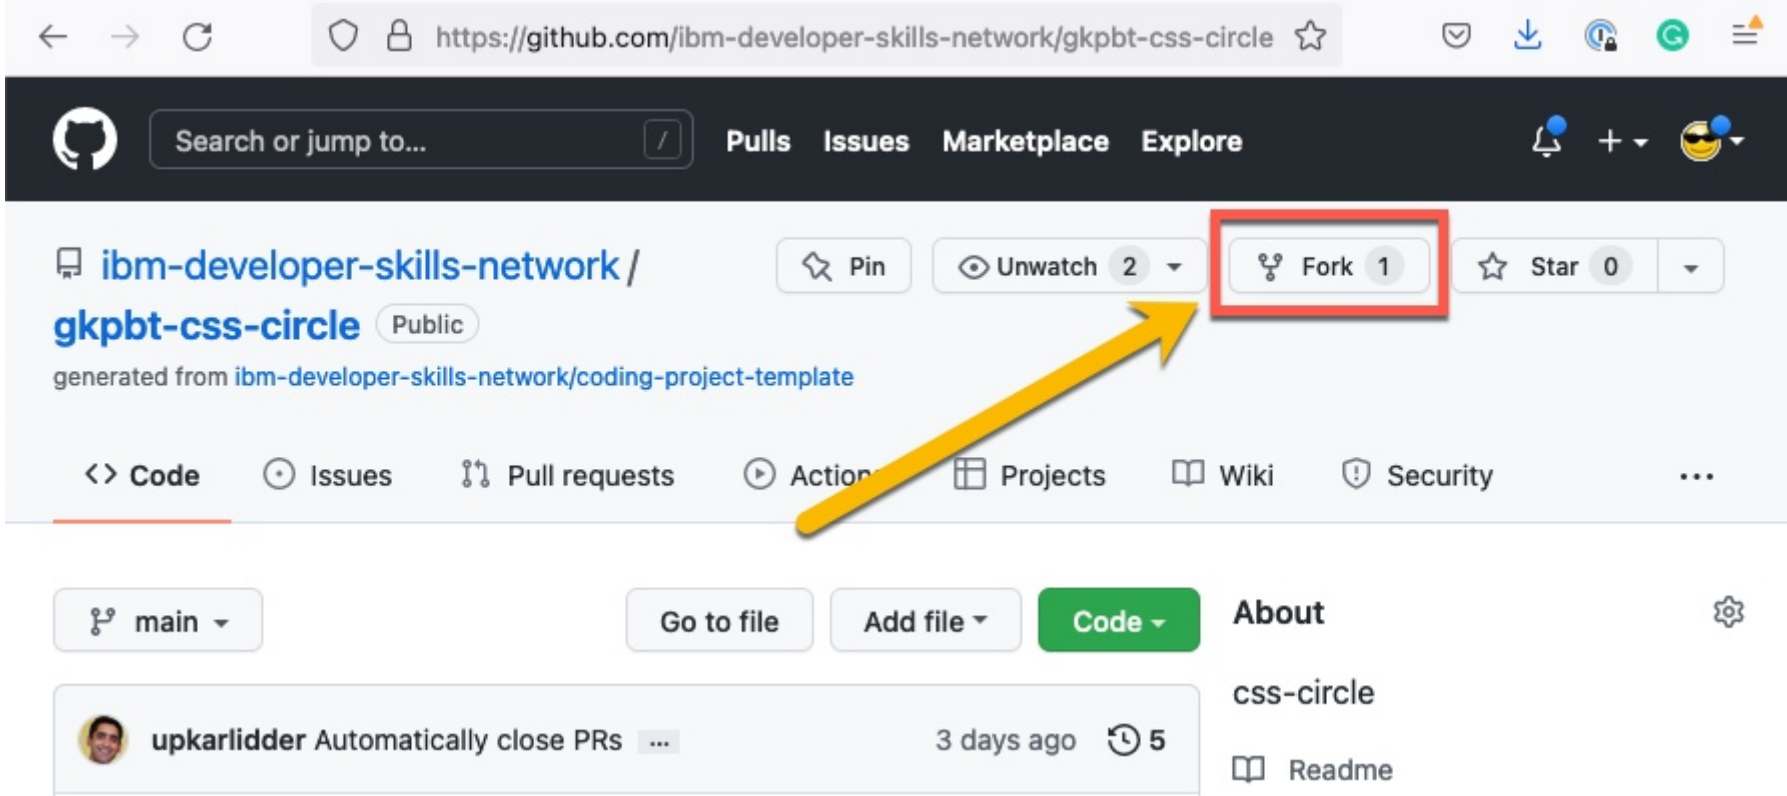 https://github.com/ibm-developer-skills-network/gkpbt-css-circle
Search or jump to... / Pulls Issues Marketplace Explore
ibm-developer-skills-network / Pin Unwatch 2 Fork 1 Star 0
gkpbt-css-circle Public
generated from ibm-developer-skills-network/coding-project-template
<> Code Issues Pull requests Actions Projects Wiki Security ...
main Go to file Add file Code About
css-circle
upkarlidder Automatically close PRs ... 3 days ago 5
Readme